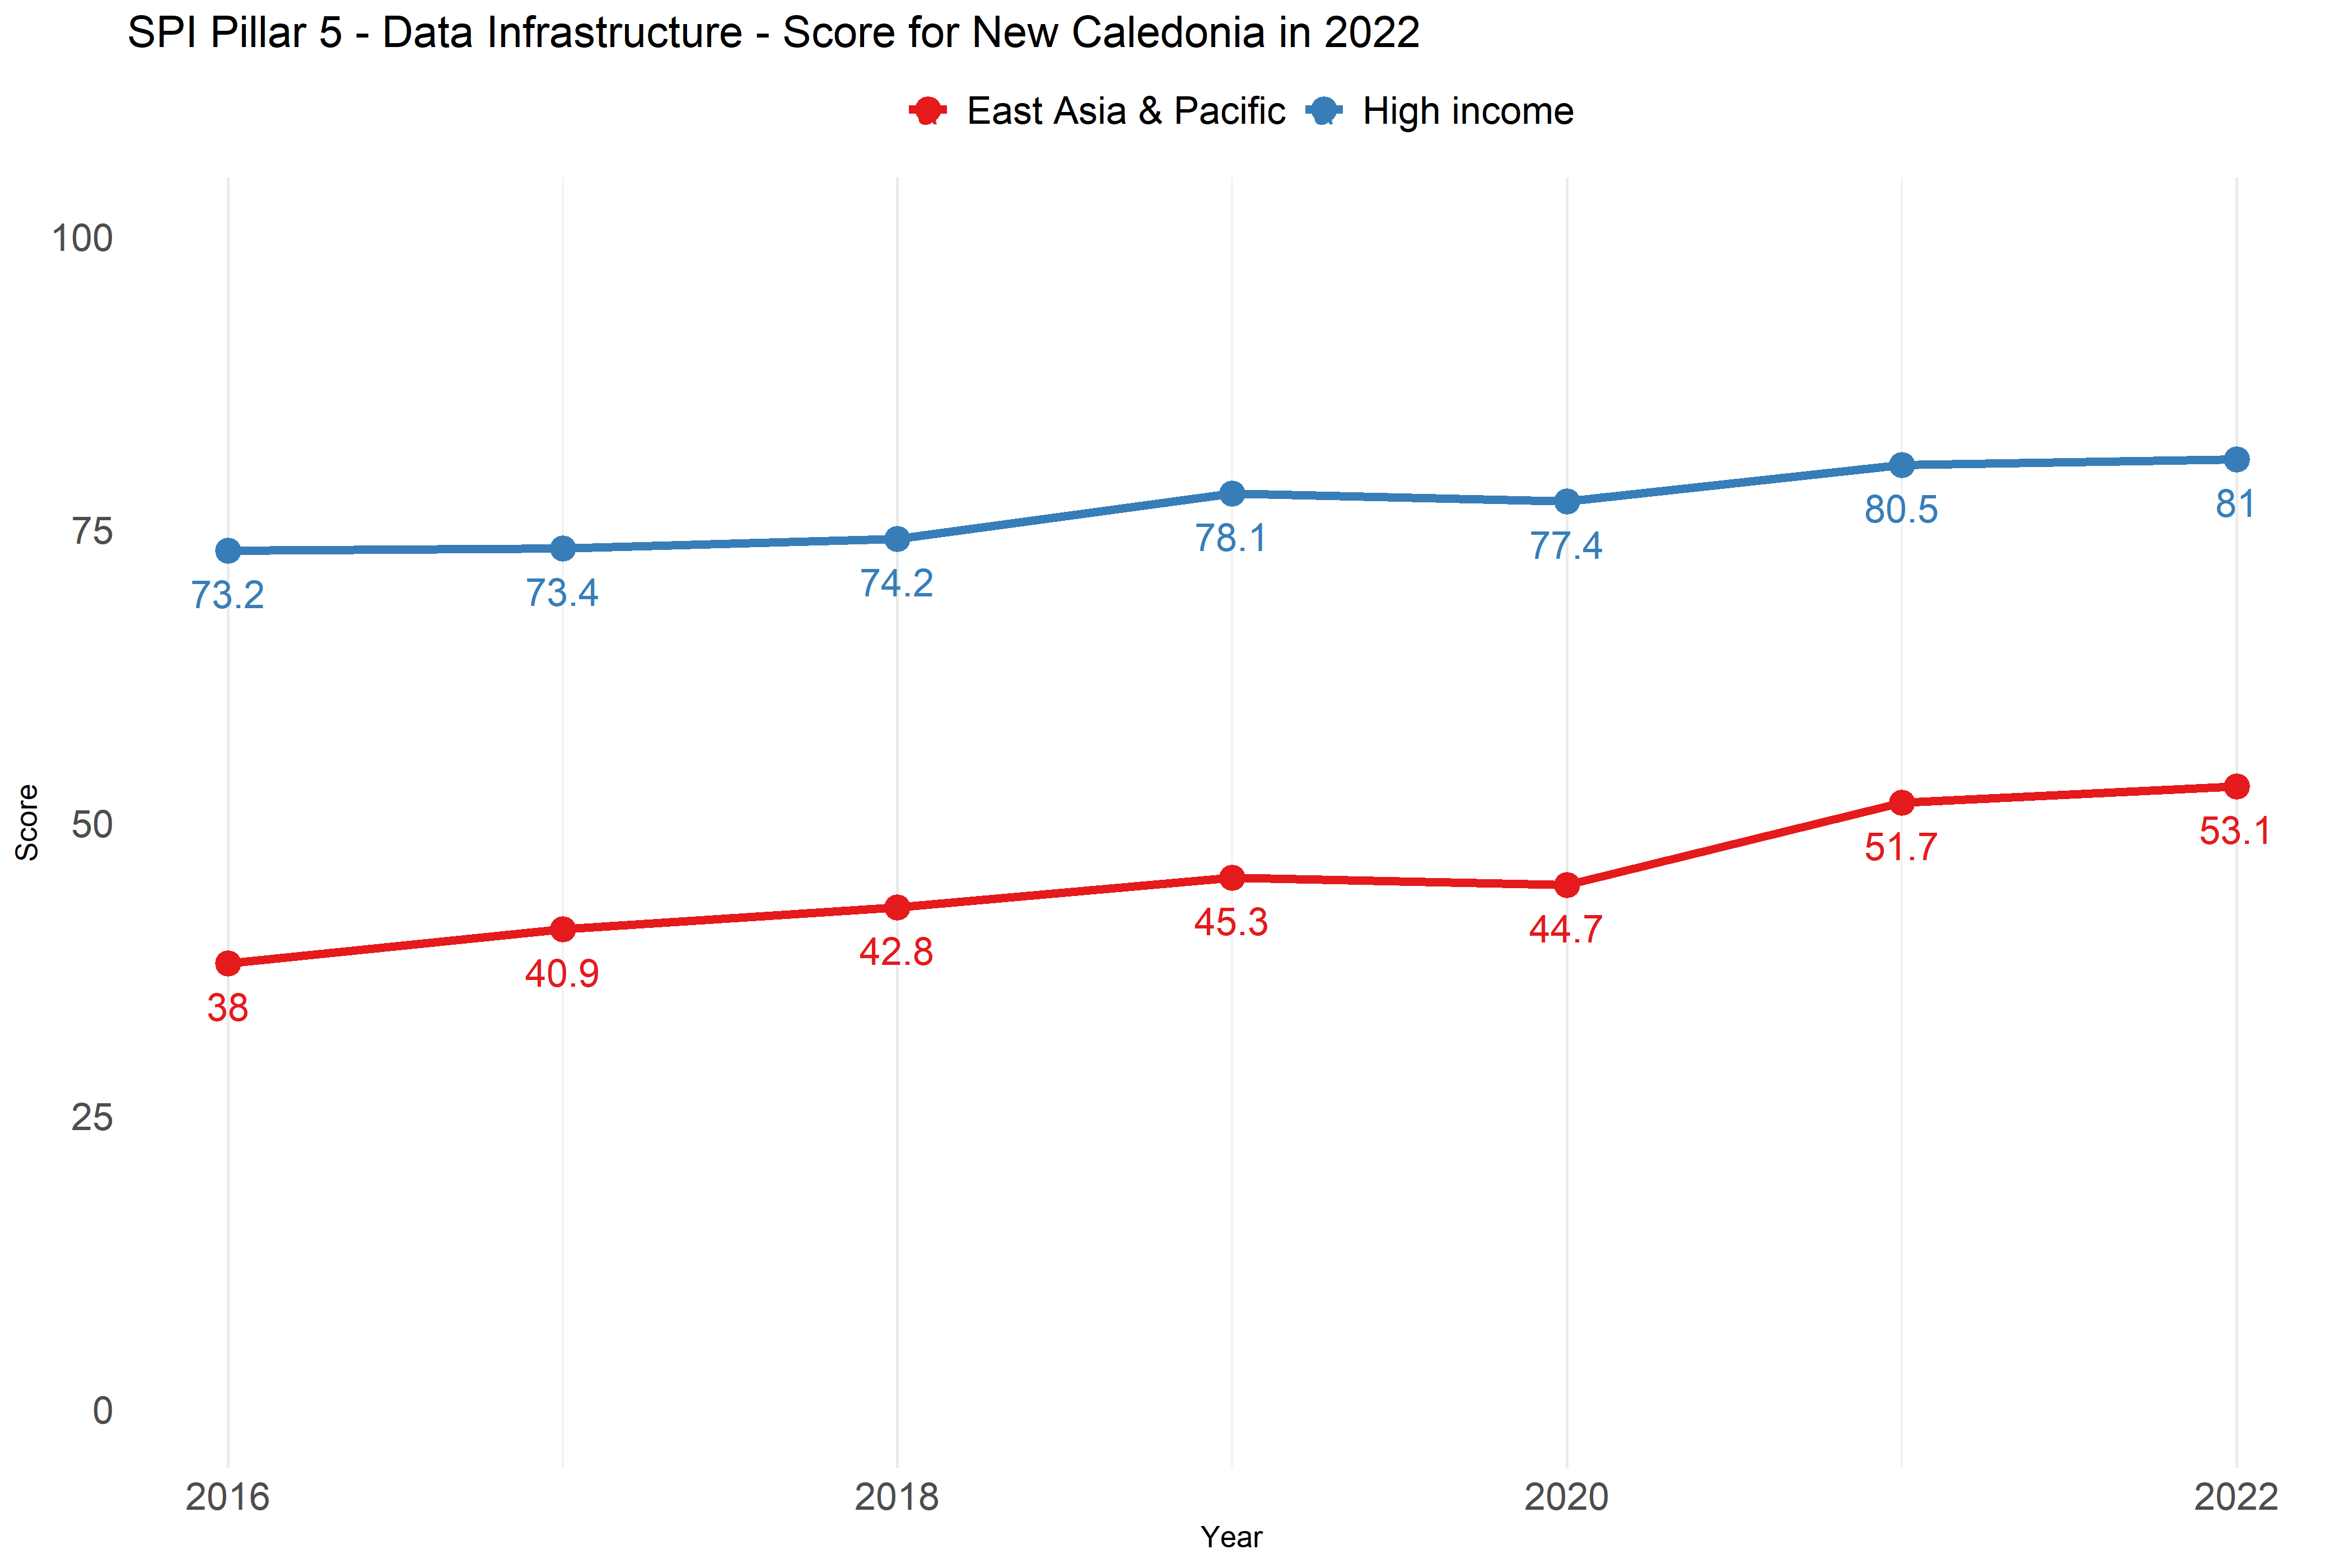 SPI Pillar 5 - Data Infrastructure - Score for New Caledonia in 2022
East Asia & Pacific High income
100
75
50
25
0
Score
73.2 73.4 74.2 78.1 77.4 80.5 81
38 40.9 42.8 45.3 44.7 51.7 53.1
2016 2018 2020 2022
Year